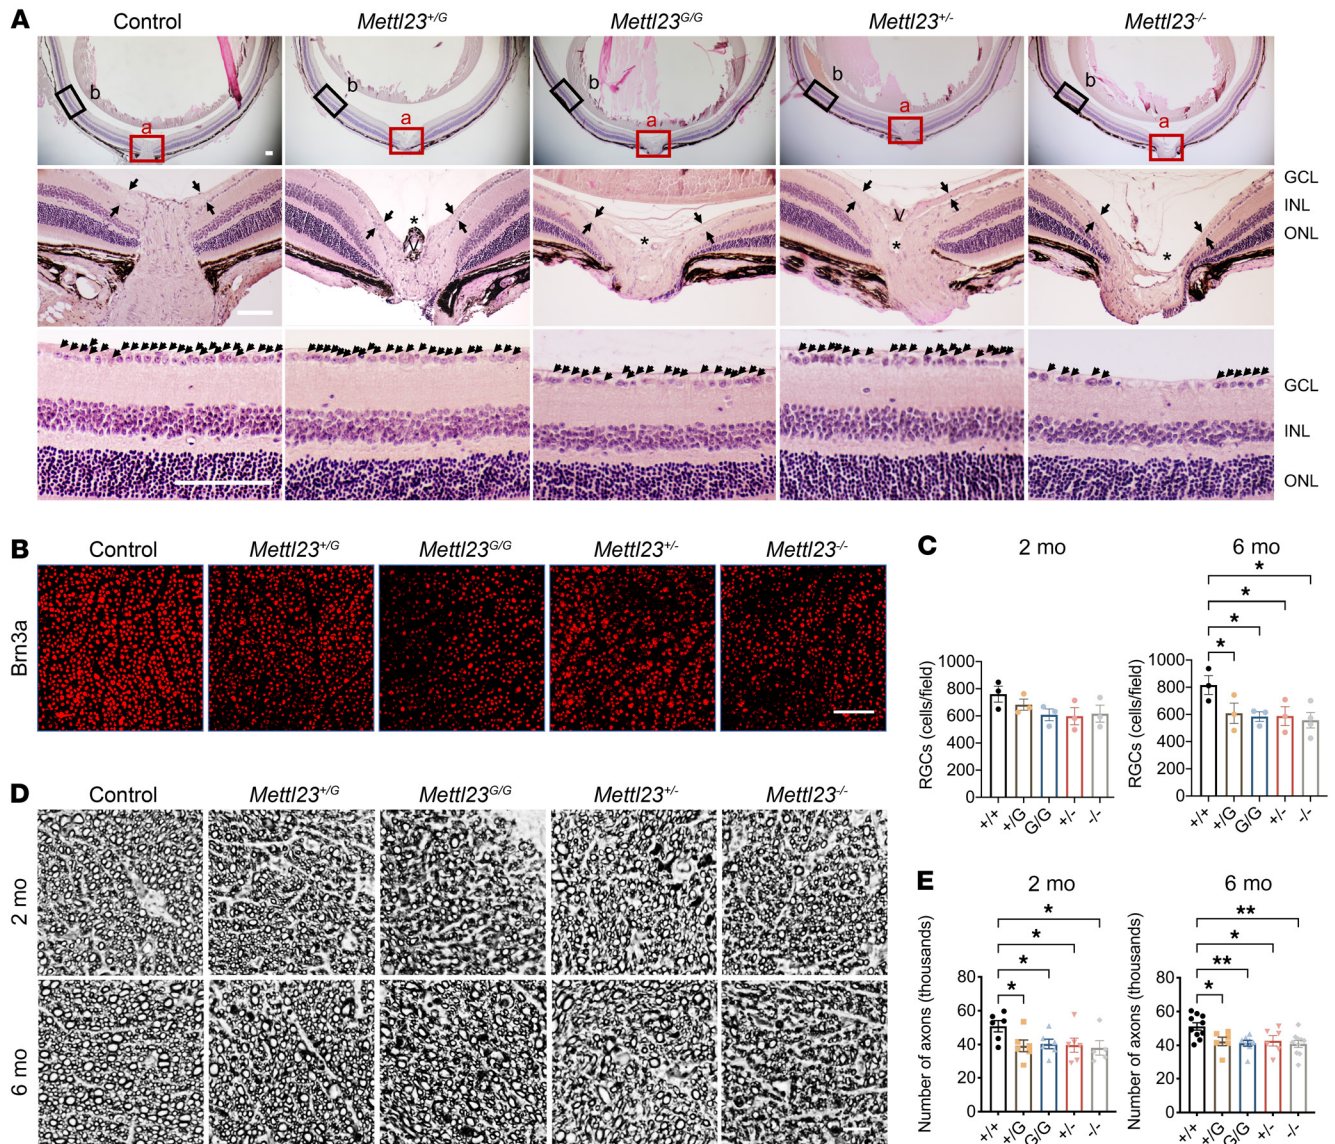 A
Control
Mettl23+/G
Mettl23G/G
Mettl23+/-
Mettl23-/-
b
a
b
a
b
a
b
a
b
a
*
V
*
V
*
*
GCL
INL
ONL
GCL
INL
ONL
B
Control
Mettl23+/G
Mettl23G/G
Mettl23+/-
Mettl23-/-
Brn3a
C
2 mo
6 mo
RGCs (cells/field)
1000
800
600
400
200
0
+/+
+/G
G/G
+/-
-/-
RGCs (cells/field)
1000
800
600
400
200
0
*
*
*
*
+/+
+/G
G/G
+/-
-/-
D
Control
Mettl23+/G
Mettl23G/G
Mettl23+/-
Mettl23-/-
2 mo
6 mo
E
2 mo
6 mo
Number of axons (thousands)
80
60
40
20
0
*
*
*
*
+/+
+/G
G/G
+/-
-/-
Number of axons (thousands)
80
60
40
20
0
**
*
**
*
+/+
+/G
G/G
+/-
-/-